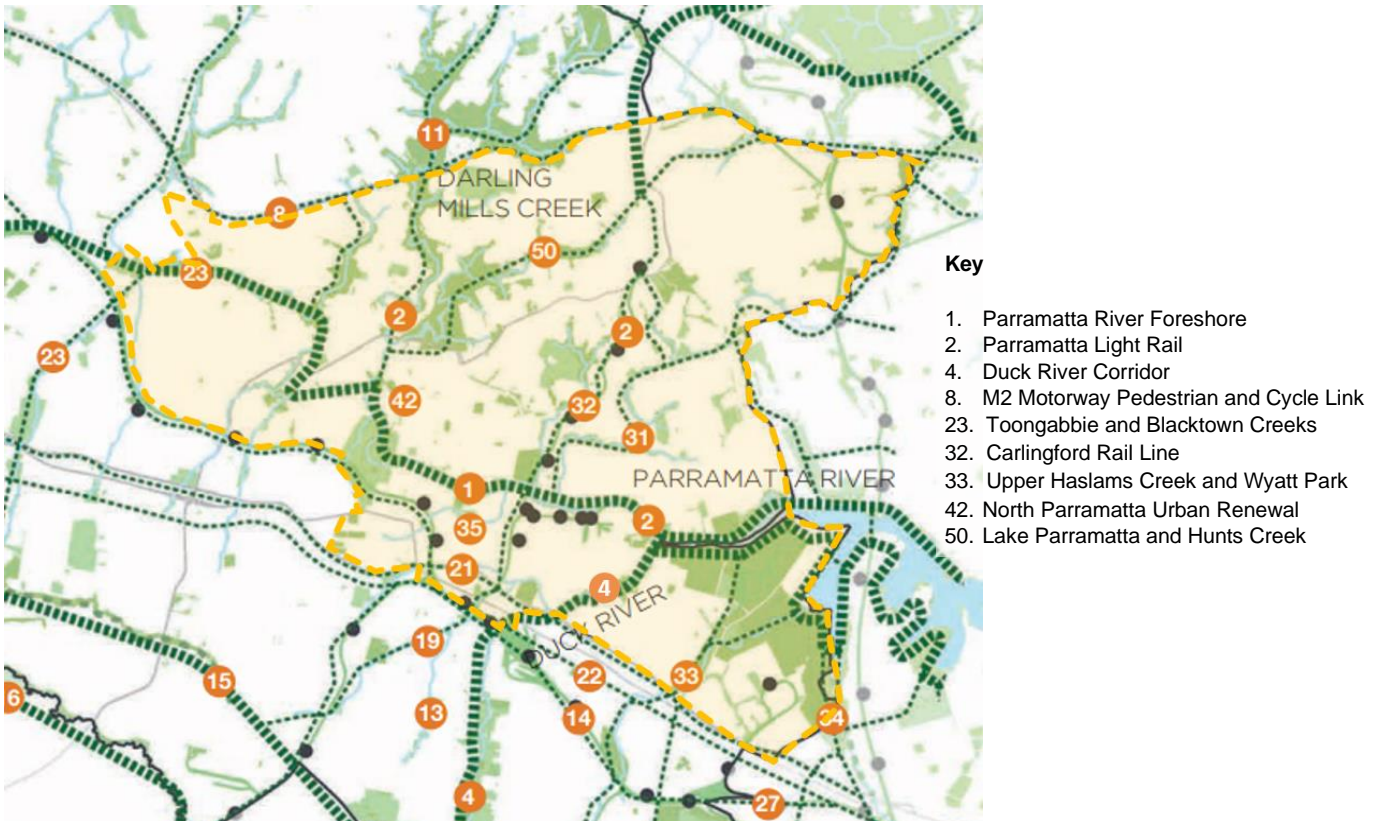 11
DARLING
MILLS CREEK
8
50
23
2
2
23
42
32
31
PARRAMATTA RIVER
1
35
2
21
4
DUCK RIVER
19
22
33
15
6
13
14
34
4
27
Key
1. Parramatta River Foreshore
2. Parramatta Light Rail
4. Duck River Corridor
8. M2 Motorway Pedestrian and Cycle Link
23. Toongabbie and Blacktown Creeks
32. Carlingford Rail Line
33. Upper Haslams Creek and Wyatt Park
42. North Parramatta Urban Renewal
50. Lake Parramatta and Hunts Creek